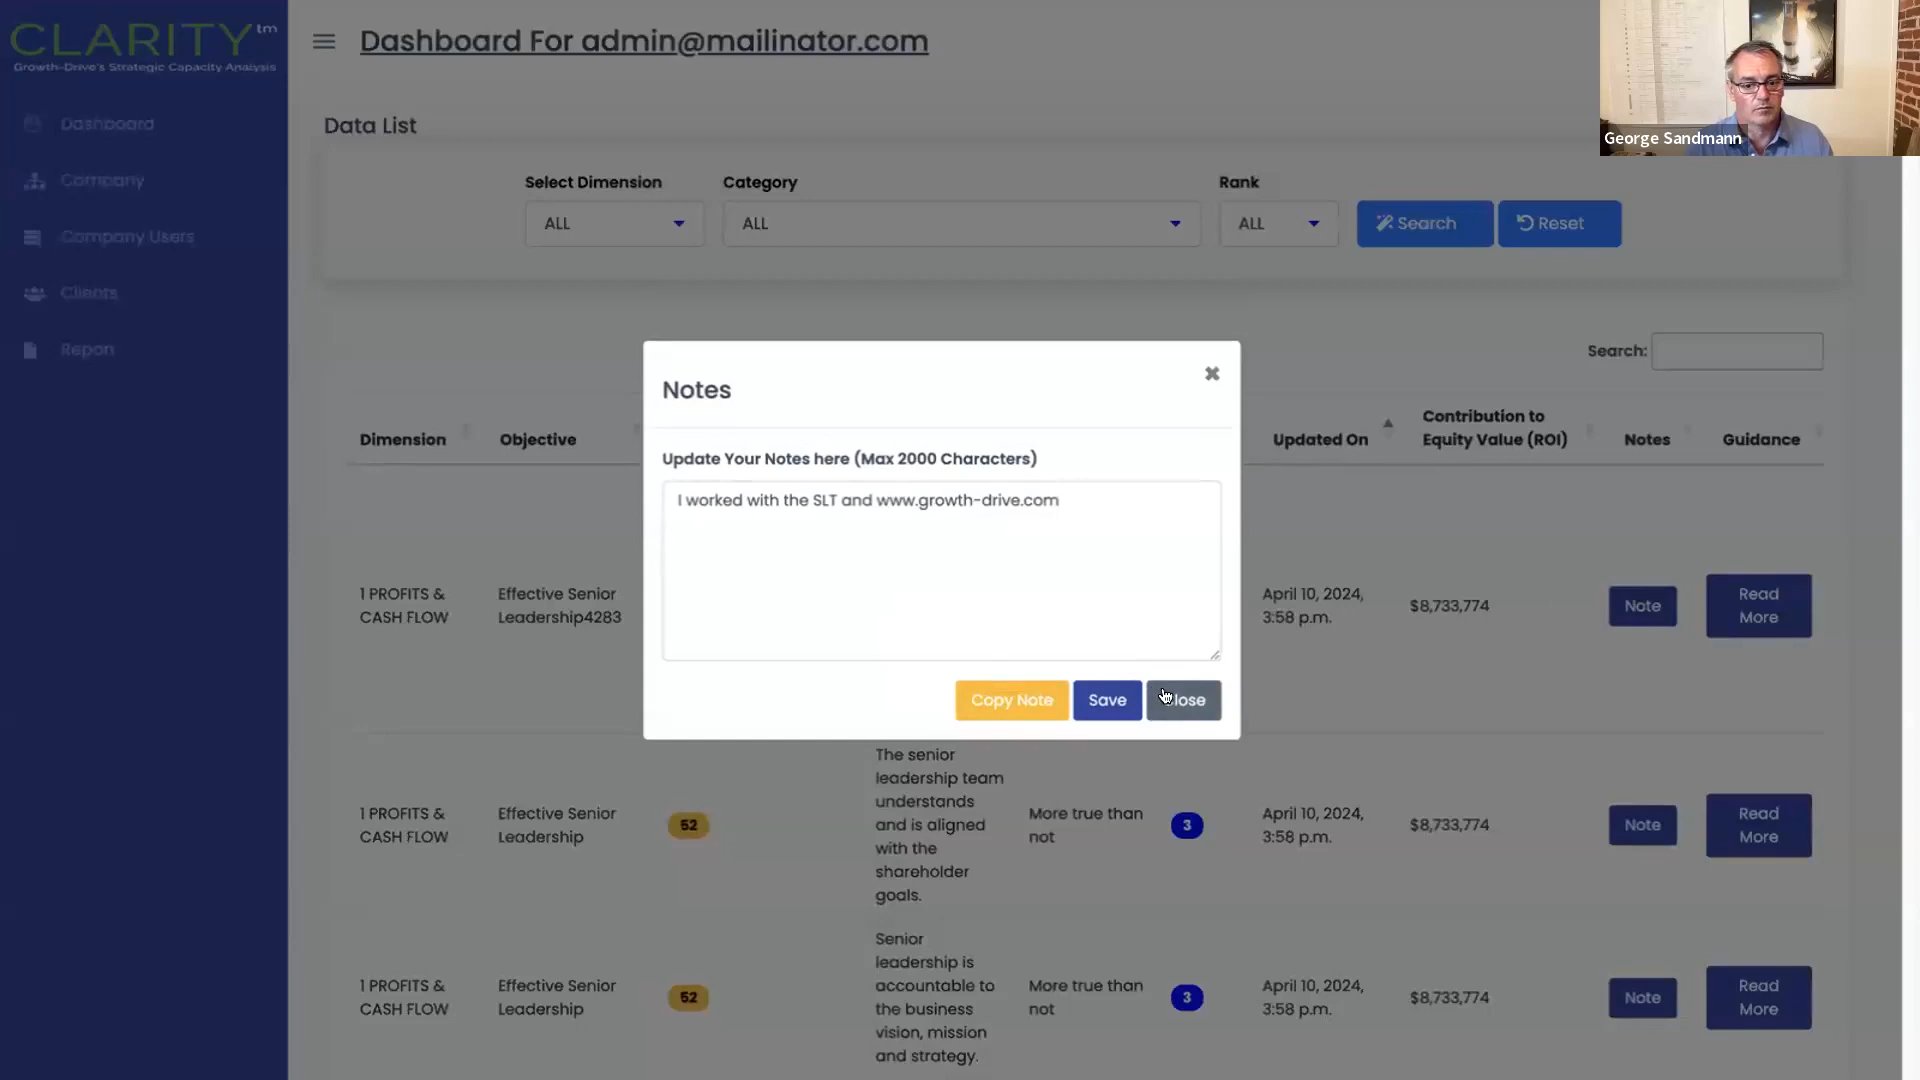 CLARITY tm
Growth-Drive's Strategic Capacity Analysis
Dashboard
Company
Company Users
Clients
Report
Dashboard For admin@mailinator.com
George Sandmann
Data List
Select Dimension
Category
Rank
ALL
ALL
ALL
Search
Reset
Search:
Dimension
Objective
Updated On
Contribution to
Equity Value (ROI)
Notes
Guidance
Notes
Update Your Notes here (Max 2000 Characters)
I worked with the SLT and www.growth-drive.com
Copy Note
Save
1 PROFITS &
CASH FLOW
Effective Senior
Leadership4283
April 10, 2024,
3:58 p.m.
$8,733,774
Note
Read
More
1 PROFITS &
CASH FLOW
Effective Senior
Leadership
52
The senior
leadership team
understands
and is aligned
with the
shareholder
goals.
More true than
not
3
April 10, 2024,
3:58 p.m.
$8,733,774
Note
Read
More
1 PROFITS &
CASH FLOW
Effective Senior
Leadership
52
Senior
leadership is
accountable to
the business
vision, mission
and strategy.
More true than
not
3
April 10, 2024,
3:58 p.m.
$8,733,774
Note
Read
More